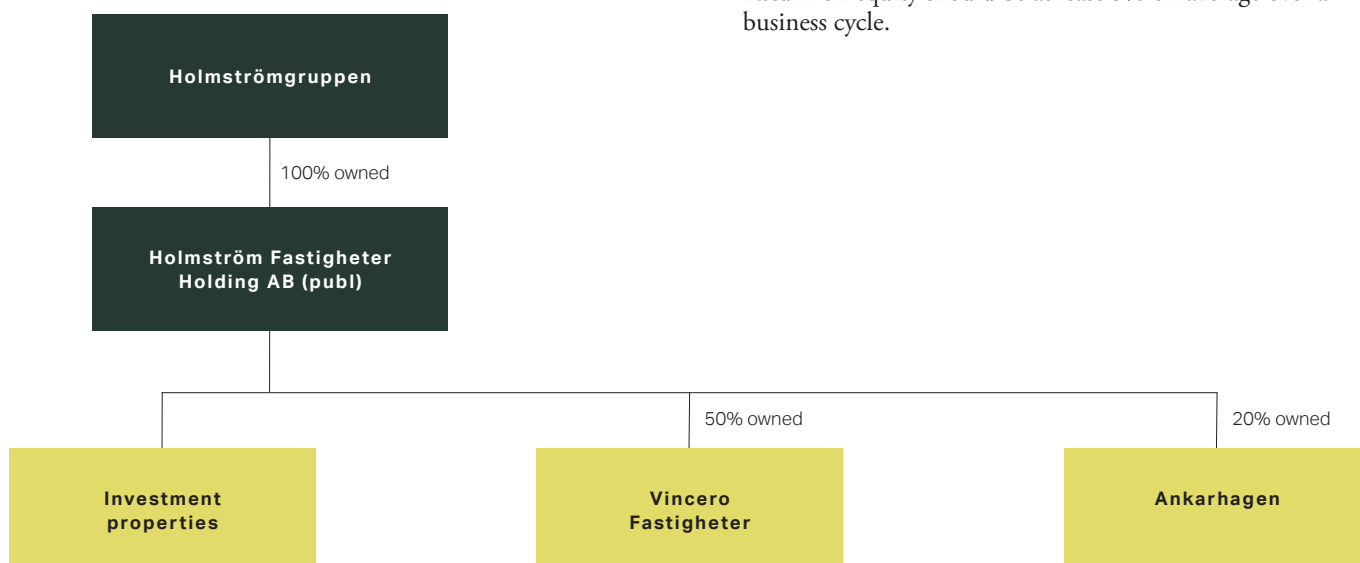 business cycle.
Holmströmgruppen
100% owned
Holmström Fastigheter
Holding AB (publ)
50% owned
20% owned
Investment
properties
Vincero
Fastigheter
Ankarhagen